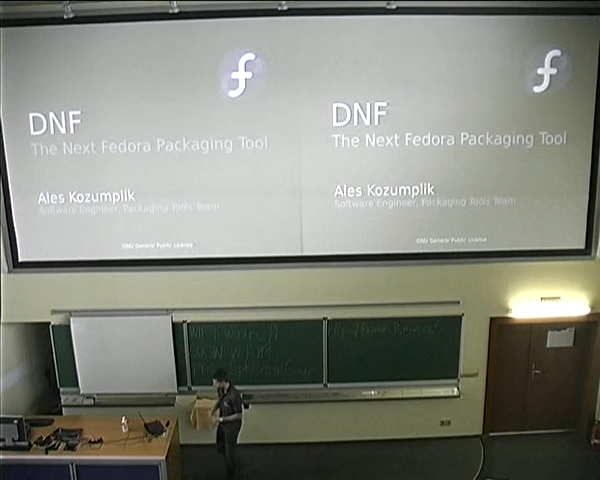 DNF
The Next Fedora Packaging Tool
Ales Kozumplik
Software Engineer, Packaging Tools Team
GNU General Public License
DNF
The Next Fedora Packaging Tool
Ales Kozumplik
Software Engineer, Packaging Tools Team
GNU General Public License